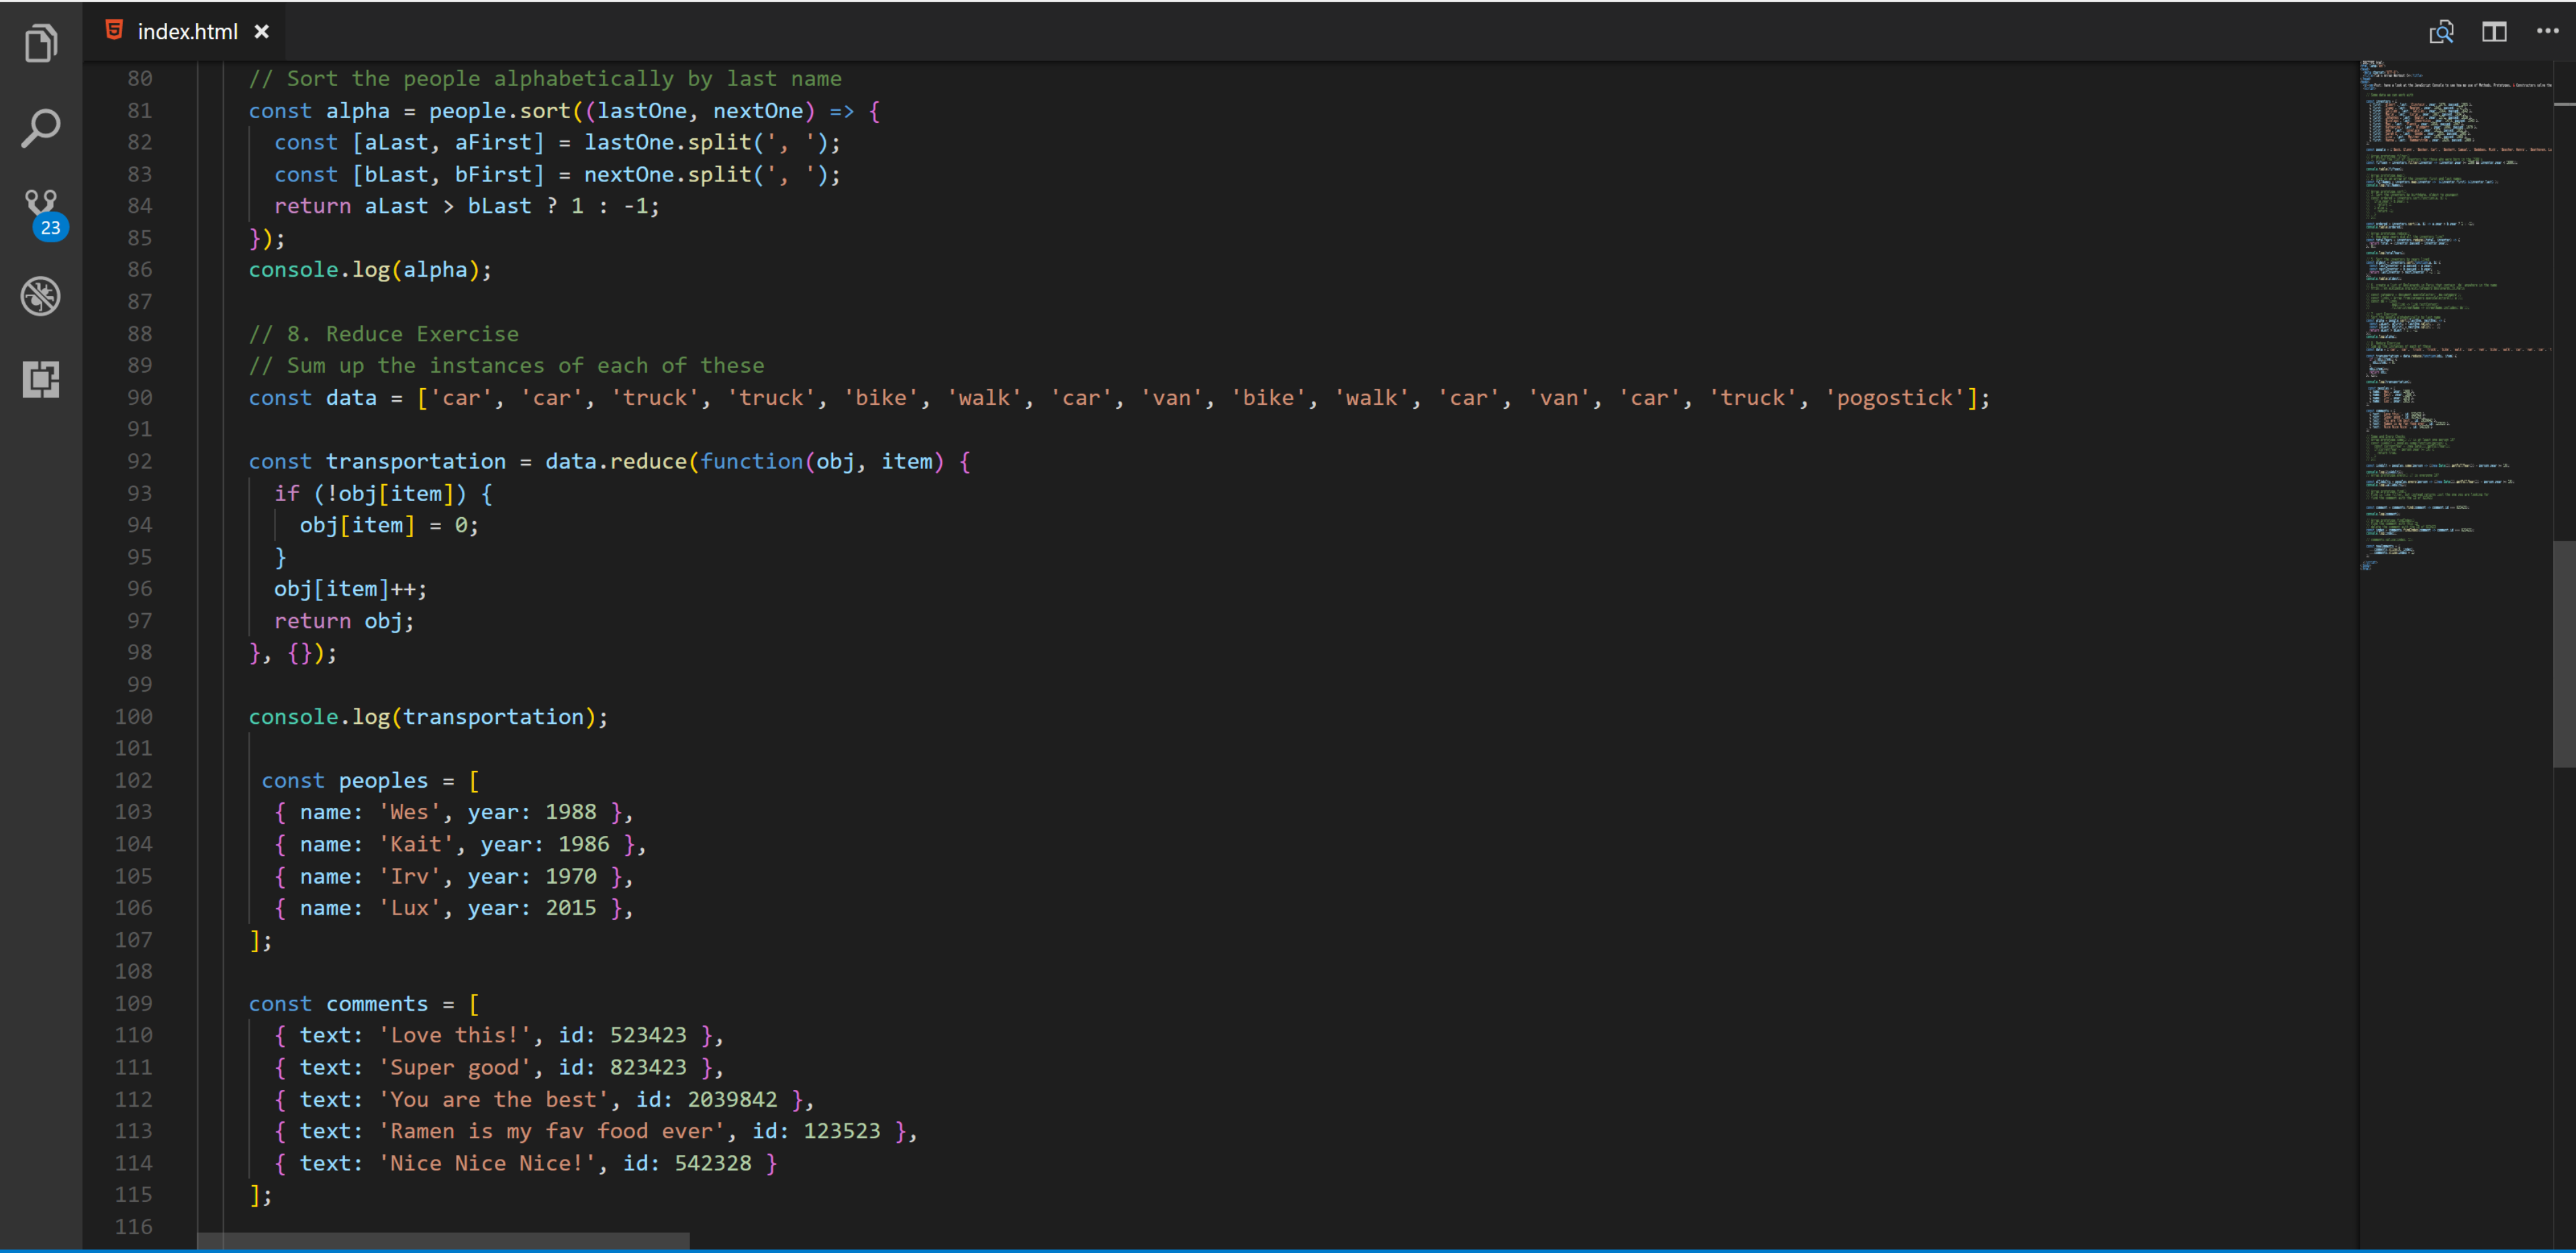 index.html
80 // Sort the people alphabetically by last name
81 const alpha = people.sort((lastOne, nextOne) => {
82 const [aLast, aFirst] = lastOne.split(', ');
83 const [bLast, bFirst] = nextOne.split(', ');
84 return aLast > bLast ? 1 : -1;
85 });
86 console.log(alpha);
87
88 // 8. Reduce Exercise
89 // Sum up the instances of each of these
90 const data = ['car', 'car', 'truck', 'truck', 'bike', 'walk', 'car', 'van', 'bike', 'walk', 'car', 'van', 'car', 'truck', 'pogostick'];
91
92 const transportation = data.reduce(function(obj, item) {
93 if (!obj[item]) {
94 obj[item] = 0;
95 }
96 obj[item]++;
97 return obj;
98 }, {});
99
100 console.log(transportation);
101
102 const peoples = [
103 { name: 'Wes', year: 1988 },
104 { name: 'Kait', year: 1986 },
105 { name: 'Irv', year: 1970 },
106 { name: 'Lux', year: 2015 },
107 ];
108
109 const comments = [
110 { text: 'Love this!', id: 523423 },
111 { text: 'Super good', id: 823423 },
112 { text: 'You are the best', id: 2039842 },
113 { text: 'Ramen is my fav food ever', id: 123523 },
114 { text: 'Nice Nice Nice!', id: 542328 }
115 ];
116
23